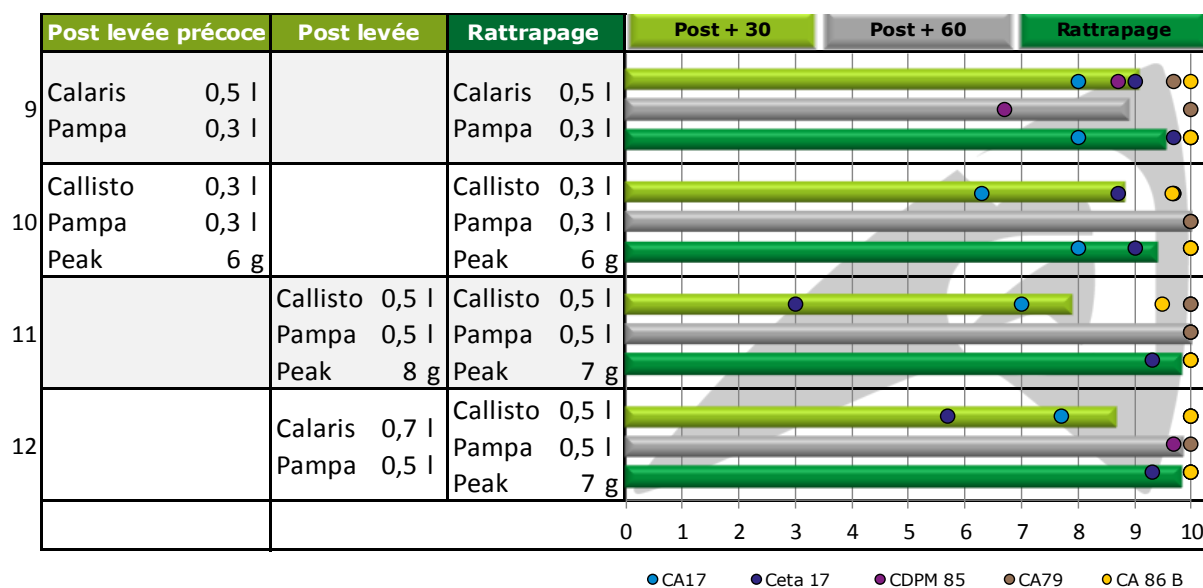 Post levée précoce Post levée Rattrapage Post + 30 Post + 60 Rattrapage
9
Calaris 0,5 l Calaris 0,5 l
Pampa 0,3 l Pampa 0,3 l
10
Callisto 0,3 l Callisto 0,3 l
Pampa 0,3 l Pampa 0,3 l
Peak 6 g Peak 6 g
11
Callisto 0,5 l Callisto 0,5 l
Pampa 0,5 l Pampa 0,5 l
Peak 8 g Peak 7 g
12
Calaris 0,7 l
Pampa 0,5 l
Callisto 0,5 l
Pampa 0,5 l
Peak 7 g
0 1 2 3 4 5 6 7 8 9 10
CA17 Ceta 17 CDPM 85 CA79 CA 86 B